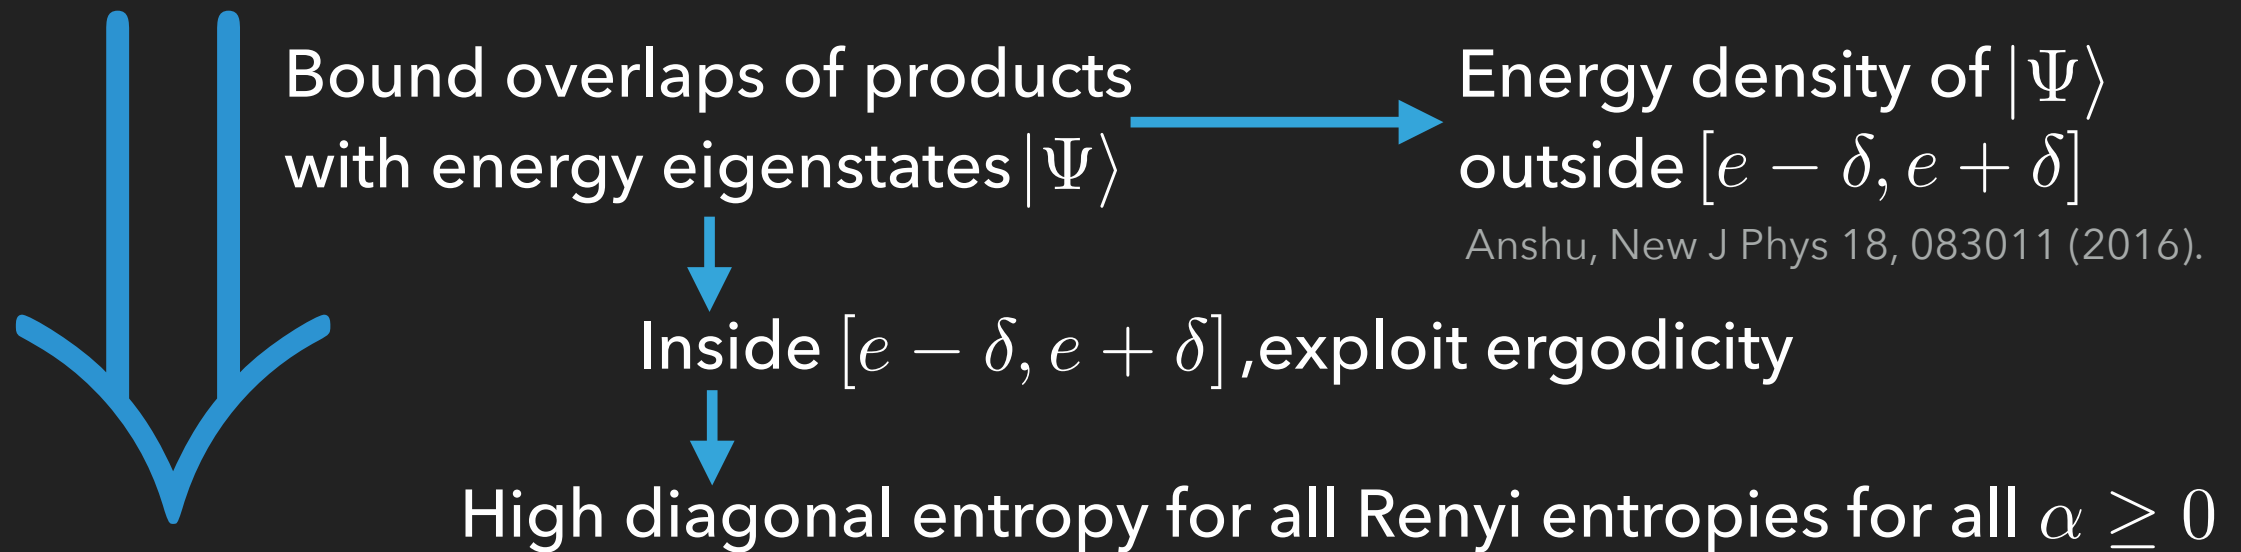 Bound overlaps of products
with energy eigenstates |Ψ⟩
Energy density of |Ψ⟩
outside [e − δ, e + δ]
Anshu, New J Phys 18, 083011 (2016).
Inside [e − δ, e + δ] ,exploit ergodicity
High diagonal entropy for all Renyi entropies for all α ≥ 0